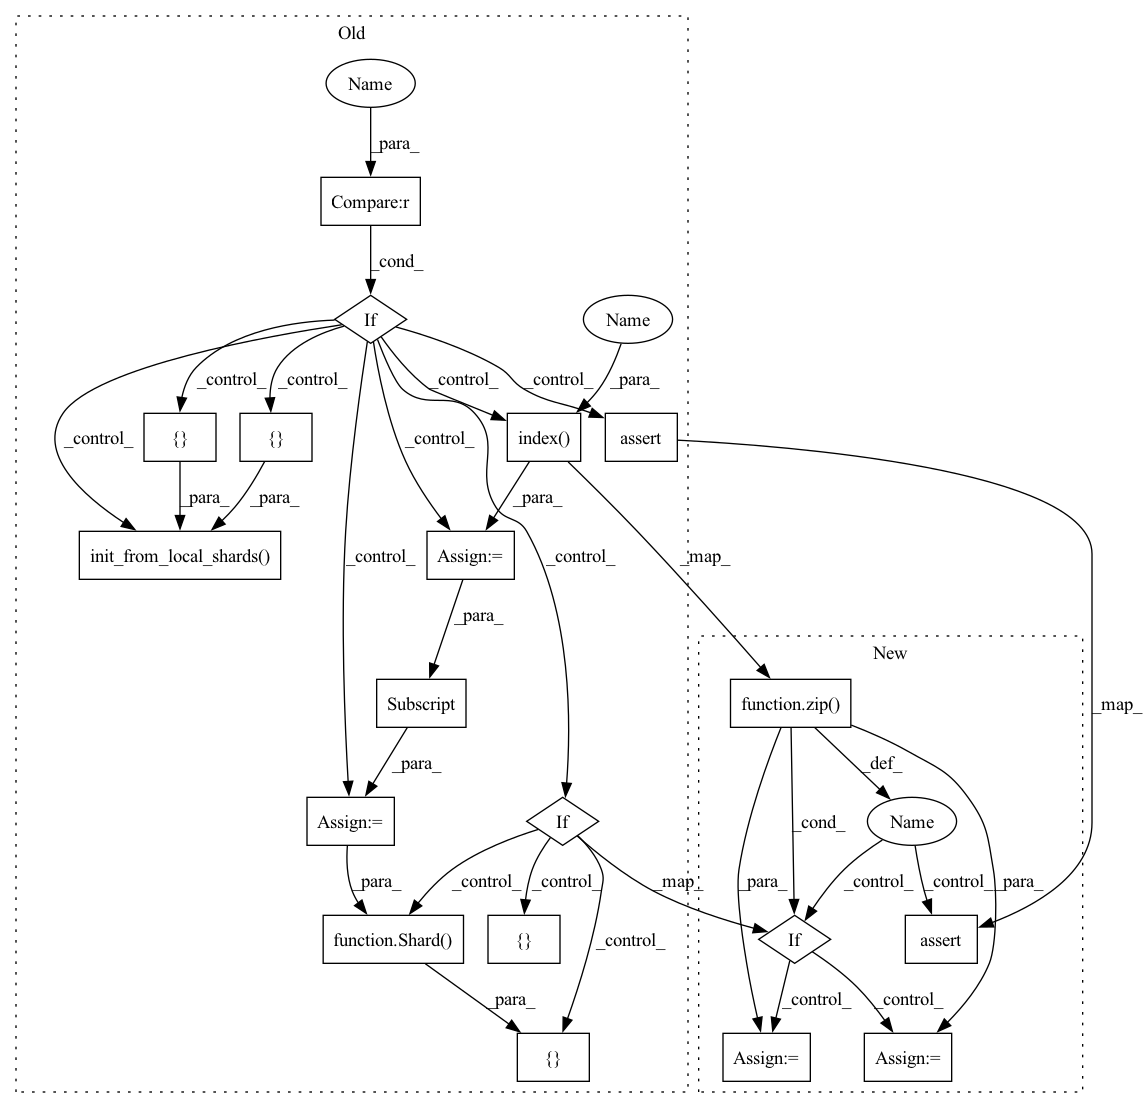 Old
Name
_para_
Compare:r
_cond_
If
Name
_control_
_control_
_control_
_control_
_para_
_control_
_control_
{}
{}
index()
assert
_para_
_para_
_para_
init_from_local_shards()
_control_
Assign:=
_control_
_map_
_para_
New
Subscript
function.zip()
_map_
_para_
_def_
Assign:=
If
_cond_
Name
_para_
_control_
_control_
_map_
_para_
_control_
_control_
_para_
function.Shard()
{}
_control_
If
assert
_para_
_control_
_control_
{}
Assign:=
Assign:=